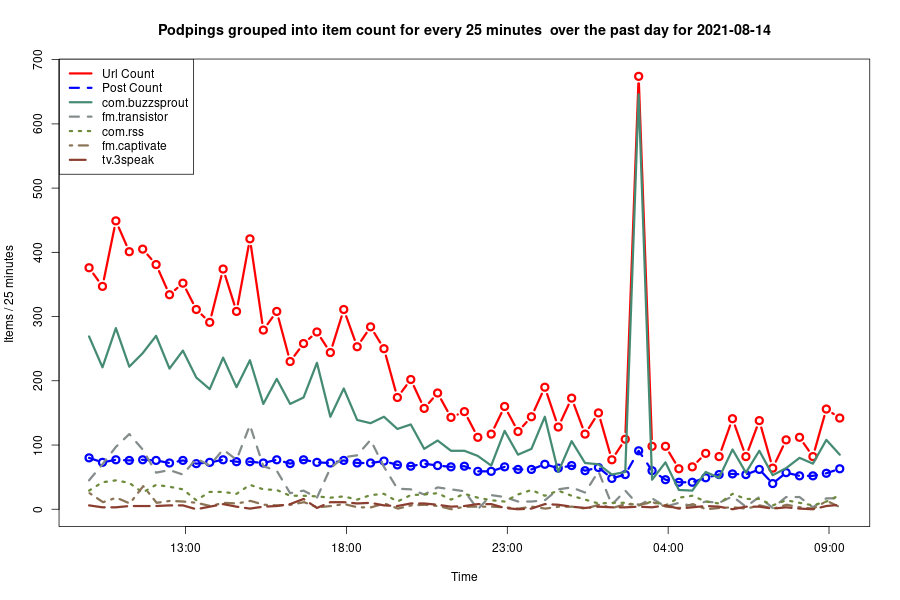 Podpings grouped into item count for every 25 minutes  over the past day for 2021-08-14
Url Count
Post Count
com.buzzsprout
fm.transistor
com.rss
fm.captivate
tv.3speak
Items / 25 minutes
700
600
500
400
300
200
100
0
13:00
18:00
23:00
04:00
09:00
Time